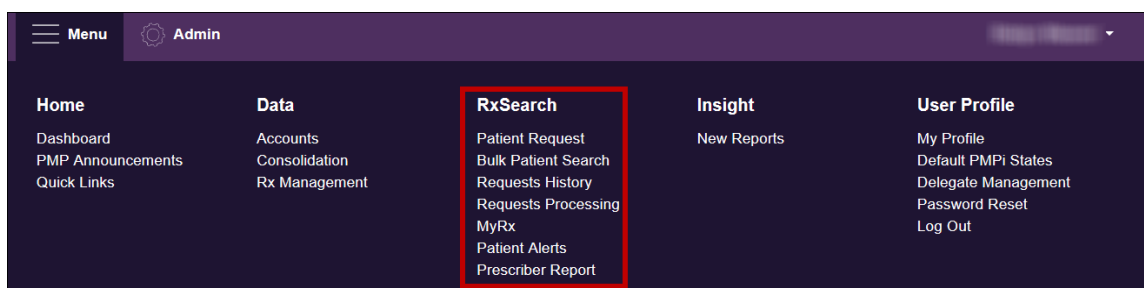 Menu
Admin
Home
Dashboard
PMP Announcements
Quick Links
Data
Accounts
Consolidation
Rx Management
RxSearch
Patient Request
Bulk Patient Search
Requests History
Requests Processing
MyRx
Patient Alerts
Prescriber Report
Insight
New Reports
User Profile
My Profile
Default PMPi States
Delegate Management
Password Reset
Log Out